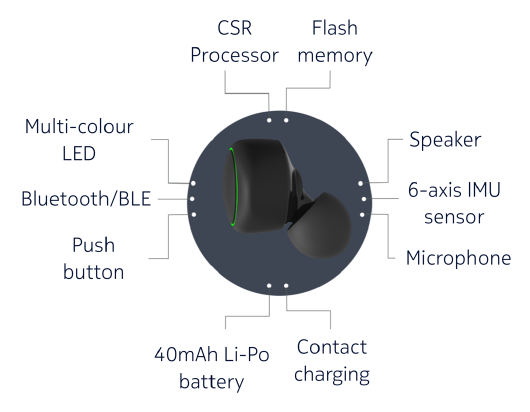 CSR
Processor
Flash
memory
Multi-colour
LED
Bluetooth/BLE
Push
button
Speaker
6-axis IMU
sensor
Microphone
40mAh Li-Po
battery
Contact
charging